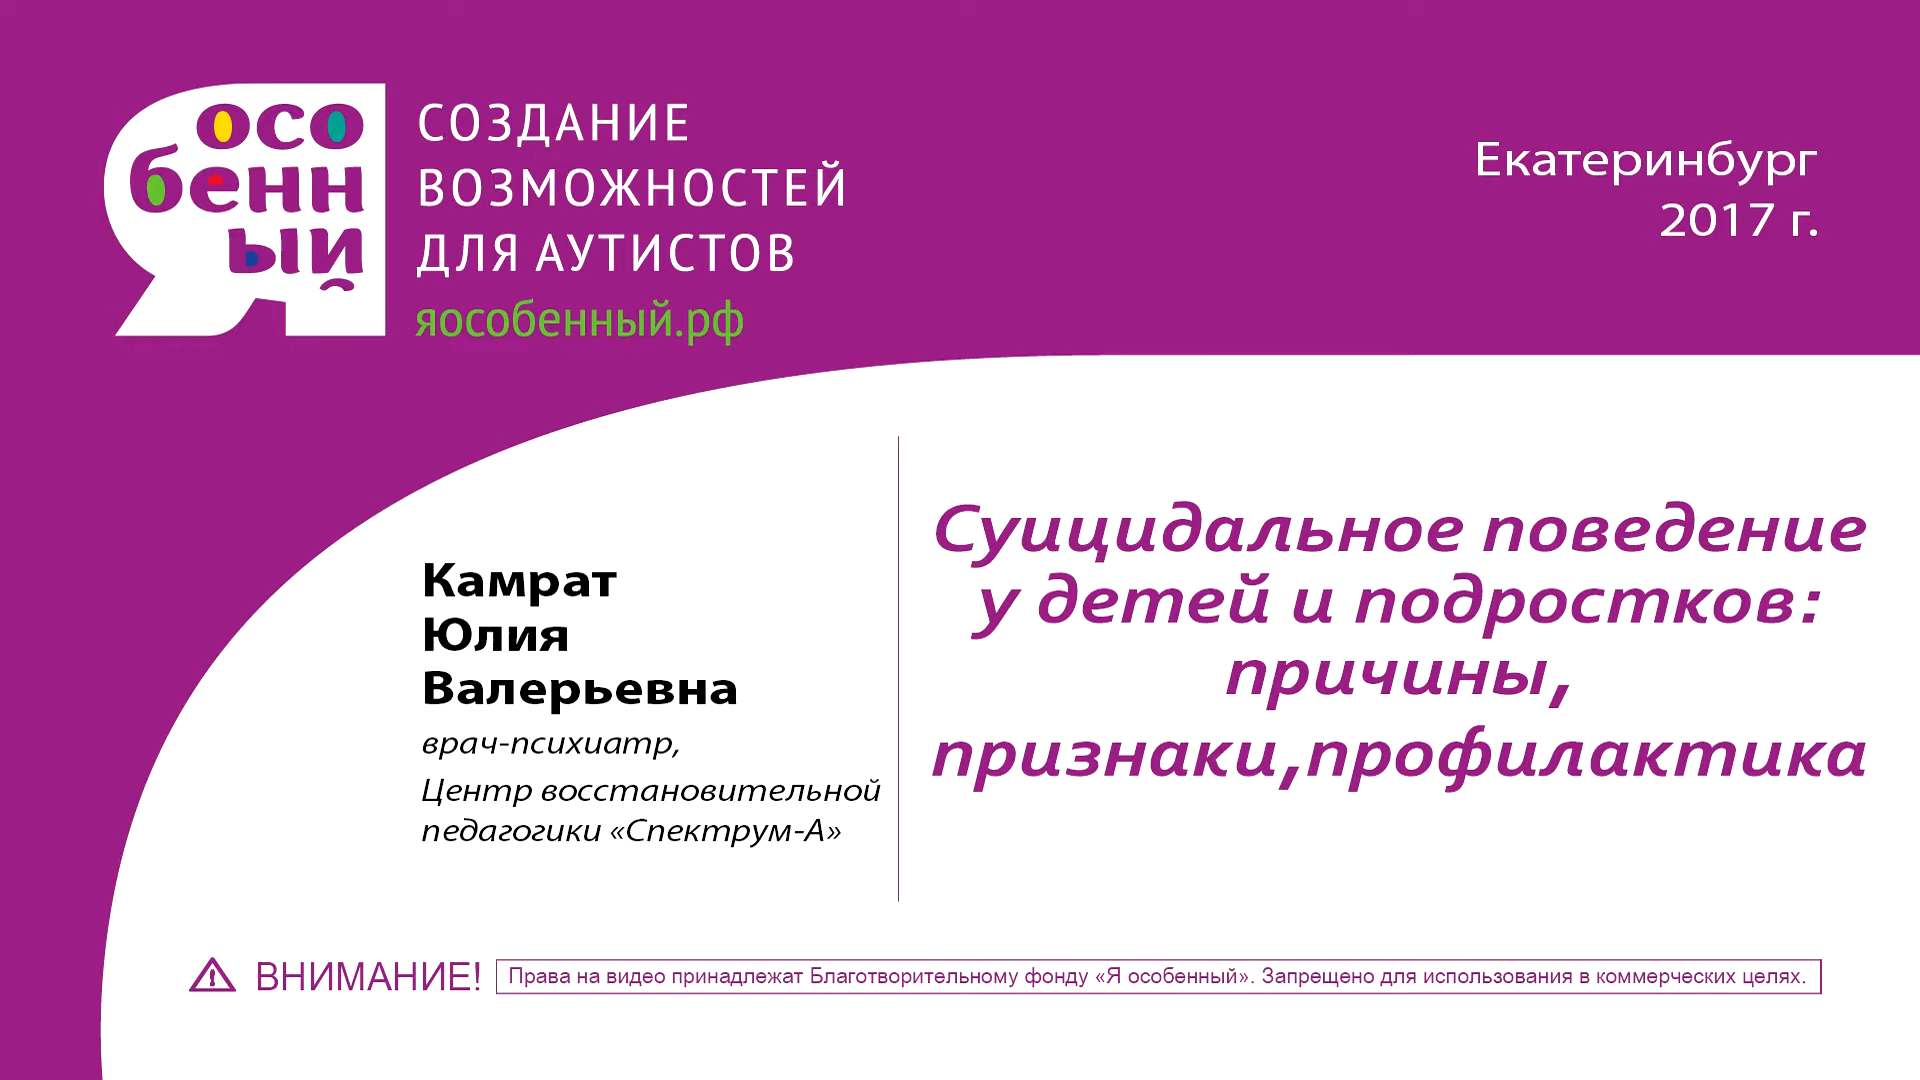 осо
бенн
ый
СОЗДАНИЕ
ВОЗМОЖНОСТЕЙ
ДЛЯ АУТИСТОВ
яособенный.рф
Екатеринбург
2017 г.
Камрат
Юлия
Валерьевна
врач-психиатр,
Центр восстановительной
педагогики «Спектрум-А»
Суицидальное поведение
у детей и подростков:
причины,
признаки,профилактика
ВНИМАНИЕ!
Права на видео принадлежат Благотворительному фонду «Я особенный». Запрещено для использования в коммерческих целях.